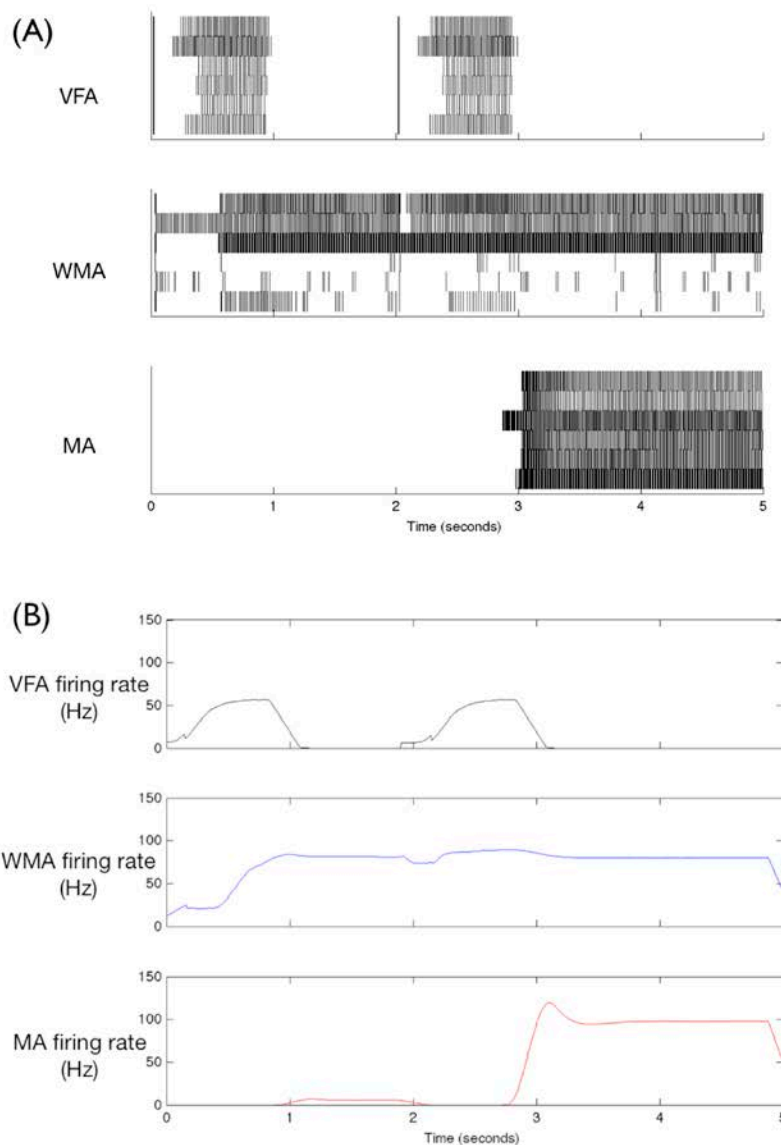 (A)
VFA
WMA
MA
0 1 2 3 4 5
Time (seconds)
(B)
150
100
50
0
VFA firing rate
(Hz)
150
100
50
0
WMA firing rate
(Hz)
150
100
50
0
MA firing rate
(Hz)
0 1 2 3 4 5
Time (seconds)